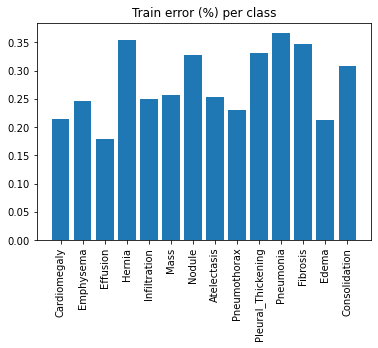 Train error (%) per class
0.35
0.30
0.25
0.20
0.15
0.10
0.05
0.00
Cardiomegaly
Emphysema
Effusion
Hernia
Infiltration
Mass
Nodule
Atelectasis
Pneumothorax
Pleural_Thickening
Pneumonia
Fibrosis
Edema
Consolidation